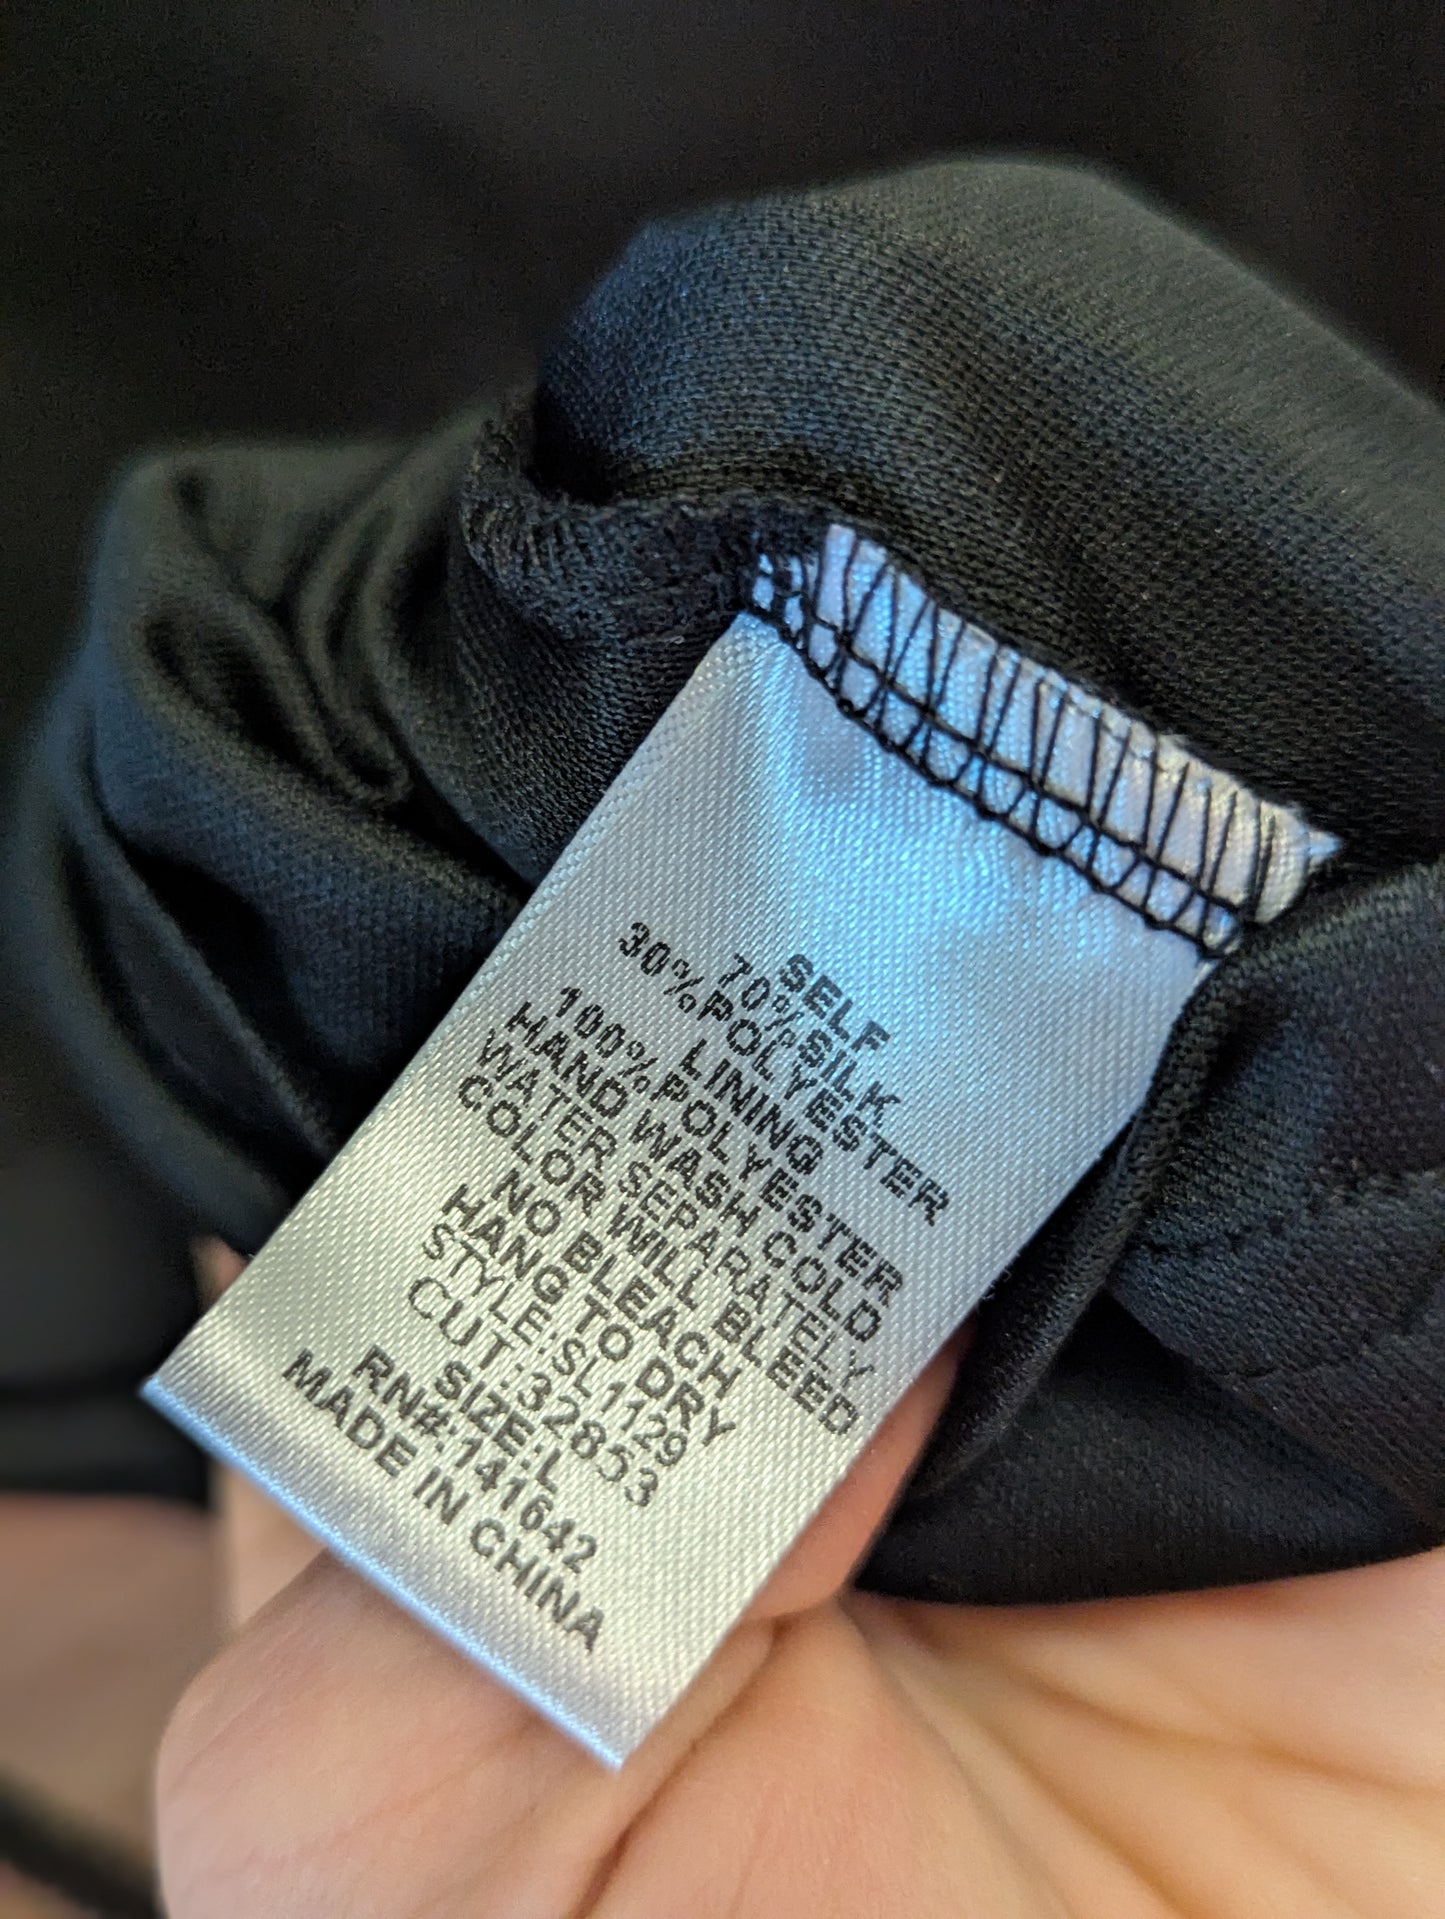 SELF
70%SILK
30%POLYESTER
LINING
100%POLYESTER
HAND WASH COLD
WATER SEPARATELY
COLOR WILL BLEED
NO BLEACH
HANG TO DRY
STYLE:SL1129
CUT:32853
SIZE:L
RN#:141642
MADE IN CHINA